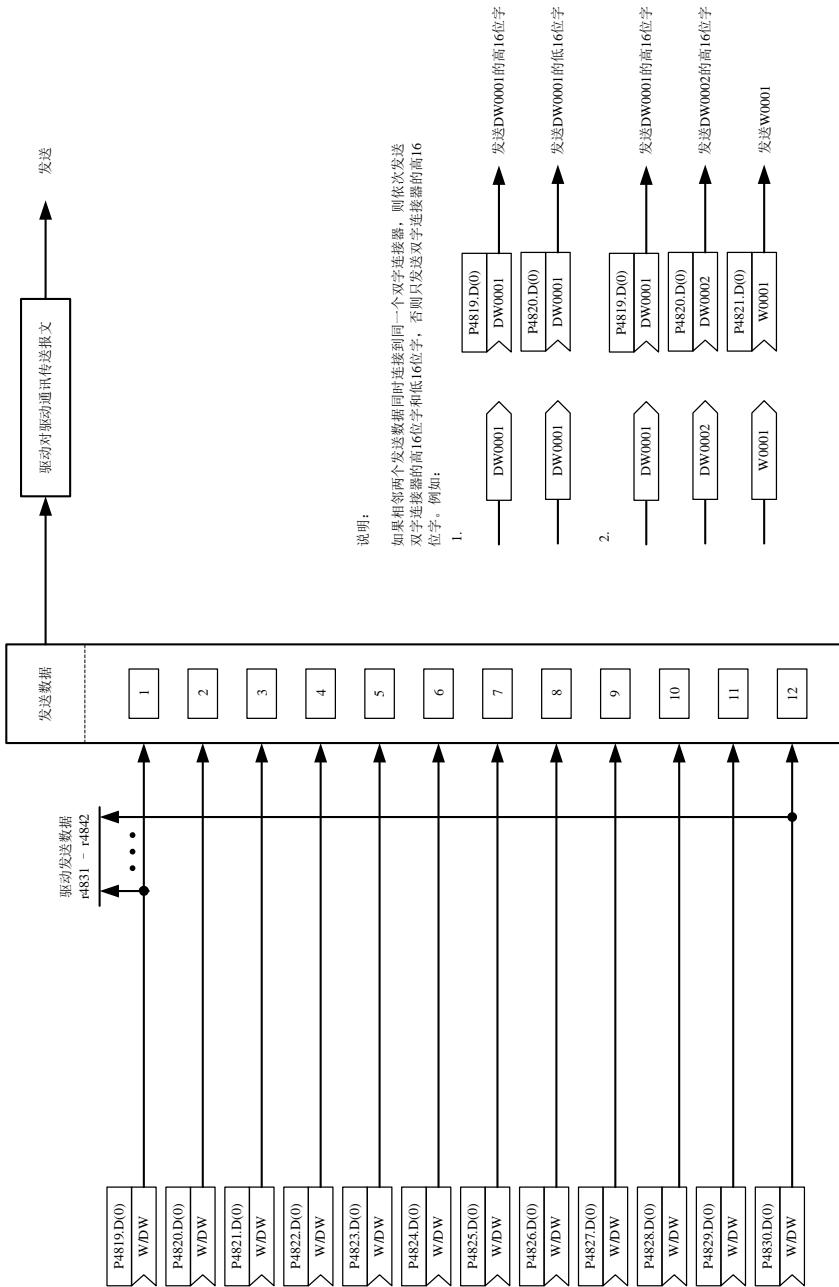 P4819.D(0)
W/DW
P4820.D(0)
W/DW
P4821.D(0)
W/DW
P4822.D(0)
W/DW
P4823.D(0)
W/DW
P4824.D(0)
W/DW
P4825.D(0)
W/DW
P4826.D(0)
W/DW
P4827.D(0)
W/DW
P4828.D(0)
W/DW
P4829.D(0)
W/DW
P4830.D(0)
W/DW
驱动发送数据
r4831 - r4842
发送数据
1
2
3
4
5
6
7
8
9
10
11
12
驱动对驱动通讯传送报文
发送
说明：
如果相邻两个发送数据同时连接到同一个双字连接器，则依次发送
双字连接器的高16位字和低16位字，否则只发送双字连接器的高16
位字。例如：
1.
DW0001
P4819.D(0)
DW0001
发送DW0001的高16位字
DW0001
P4820.D(0)
DW0001
发送DW0001的低16位字
2.
DW0001
P4819.D(0)
DW0001
发送DW0001的高16位字
DW0002
P4820.D(0)
DW0002
发送DW0002的高16位字
W0001
P4821.D(0)
W0001
发送W0001